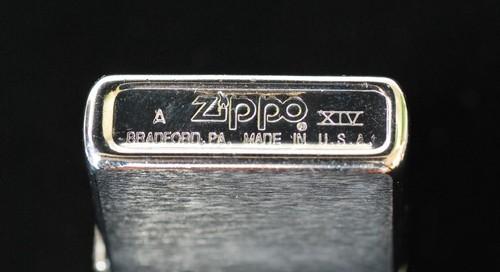 A Zippo® XIV
BRADFORD, PA. MADE IN U.S.A.